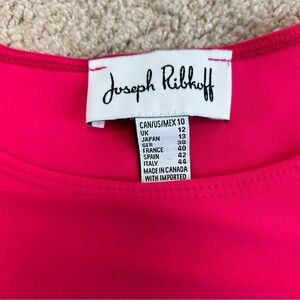 Joseph Ribkoff
CAN/US/MEX 10
UK 12
JAPAN 13
GER 38
FRANCE 40
SPAIN 42
ITALY 44
MADE IN CANADA
WITH IMPORTED